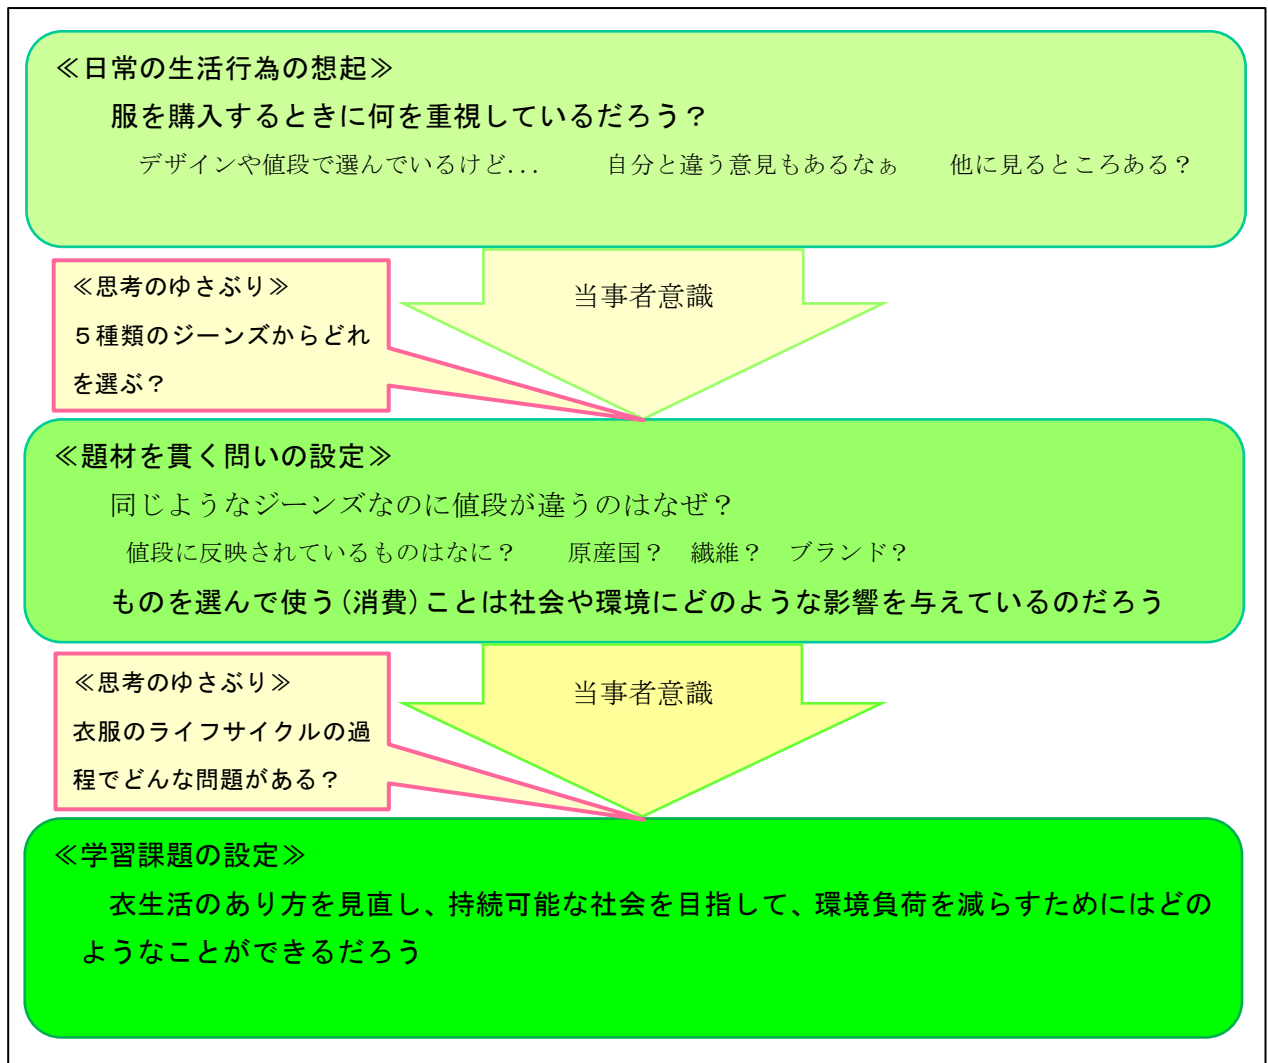 ≪日常の生活行為の想起≫
服を購入するときに何を重視しているだろう？
デザインや値段で選んでいるけど...　自分と違う意見もあるなぁ　他に見るところある？
当事者意識
≪思考のゆさぶり≫
５種類のジーンズからどれ
を選ぶ？
≪題材を貫く問いの設定≫
同じようなジーンズなのに値段が違うのはなぜ？
値段に反映されているものはなに？　原産国？　繊維？　ブランド？
ものを選んで使う(消費)ことは社会や環境にどのような影響を与えているのだろう
当事者意識
≪思考のゆさぶり≫
衣服のライフサイクルの過
程でどんな問題がある？
≪学習課題の設定≫
衣生活のあり方を見直し、持続可能な社会を目指して、環境負荷を減らすためにはどの
ようなことができるだろう